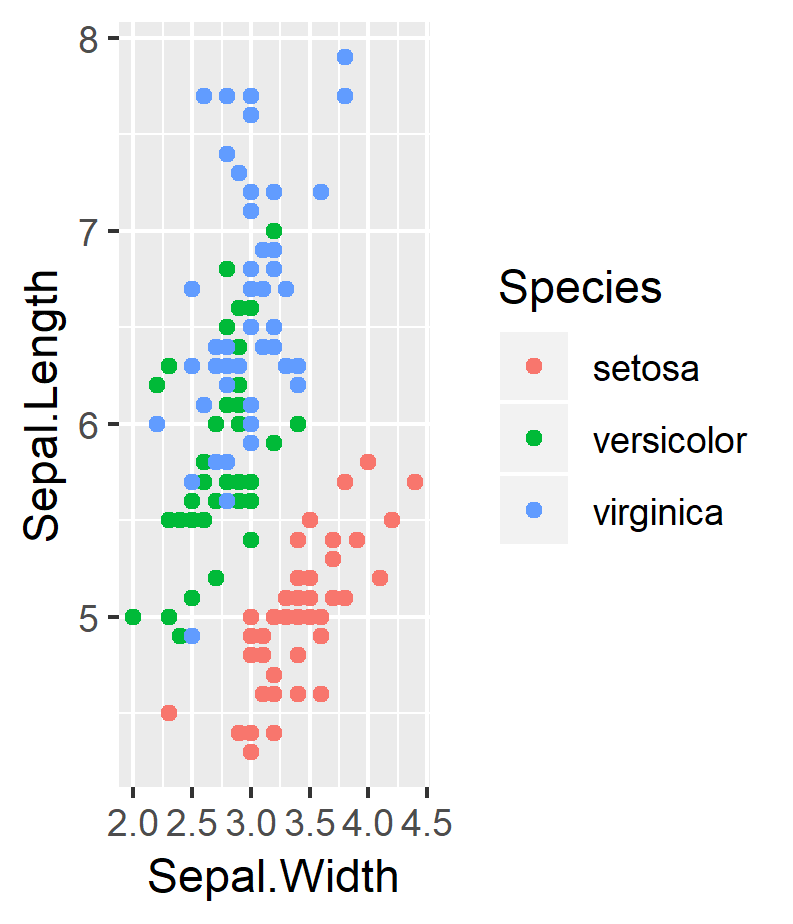 8
7
6
5
Sepal.Length
2.0 2.5 3.0 3.5 4.0 4.5
Sepal.Width
Species
setosa
versicolor
virginica